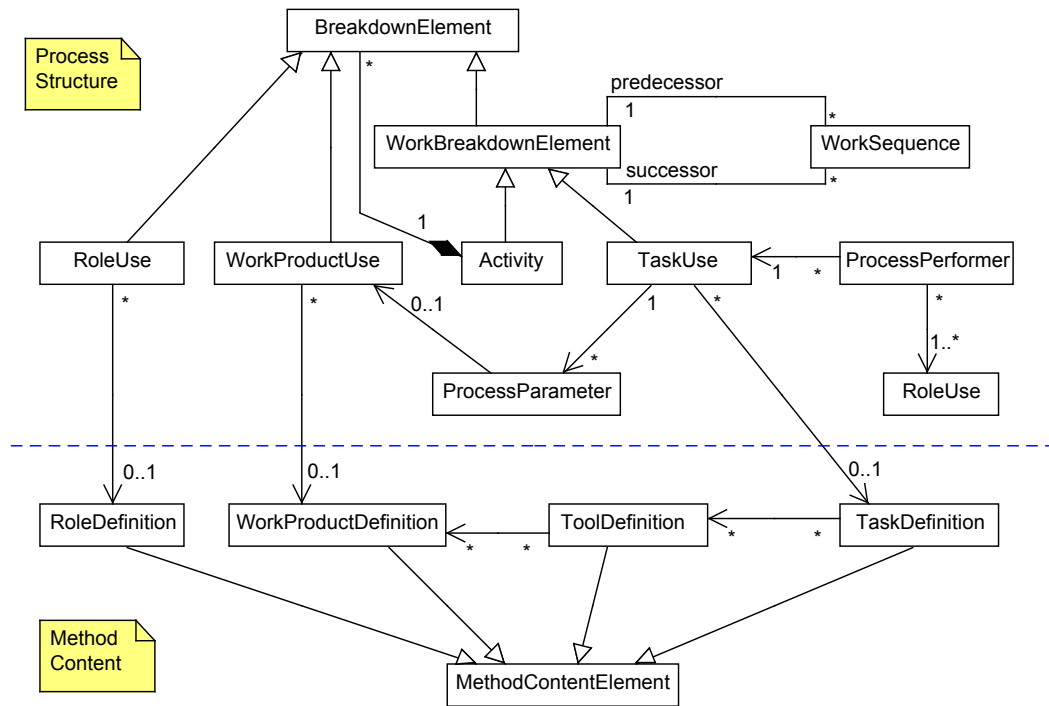 BreakdownElement
Process
Structure
*
predecessor
1
*
WorkBreakdownElement
WorkSequence
successor
1
*
1
RoleUse
WorkProductUse
Activity
TaskUse
ProcessPerformer
1
*
*
*
0..1
1
*
*
1..*
*
ProcessParameter
RoleUse
0..1
0..1
0..1
RoleDefinition
WorkProductDefinition
ToolDefinition
TaskDefinition
*
*
*
*
Method
Content
MethodContentElement